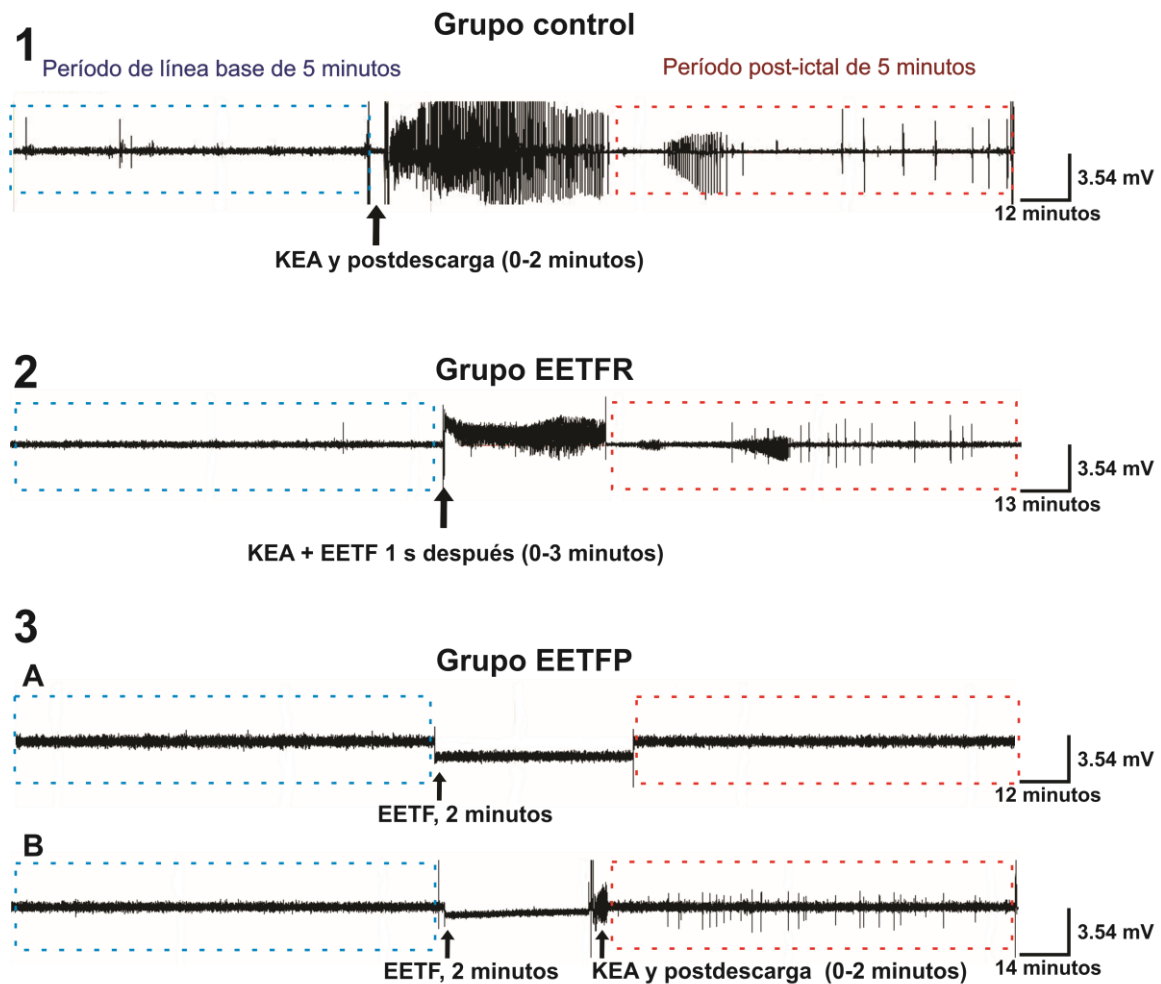 1
Grupo control
Período de línea base de 5 minutos
Período post-ictal de 5 minutos
3.54 mV
12 minutos
KEA y postdescarga (0-2 minutos)
2
Grupo EETFR
3.54 mV
13 minutos
KEA + EETF 1 s después (0-3 minutos)
3
Grupo EETFP
A
3.54 mV
12 minutos
EETF, 2 minutos
B
3.54 mV
14 minutos
EETF, 2 minutos
KEA y postdescarga (0-2 minutos)